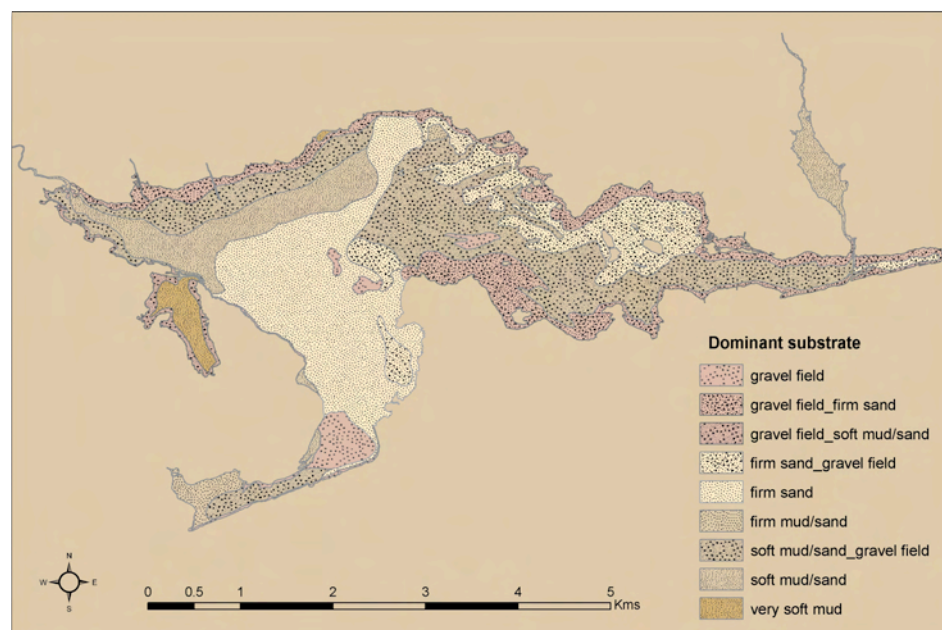 Dominant substrate
gravel field
gravel field_firm sand
gravel field_soft mud/sand
firm sand_gravel field
firm sand
firm mud/sand
soft mud/sand_gravel field
soft mud/sand
very soft mud
N
W E
S
0 0.5 1 2 3 4 5
Kms